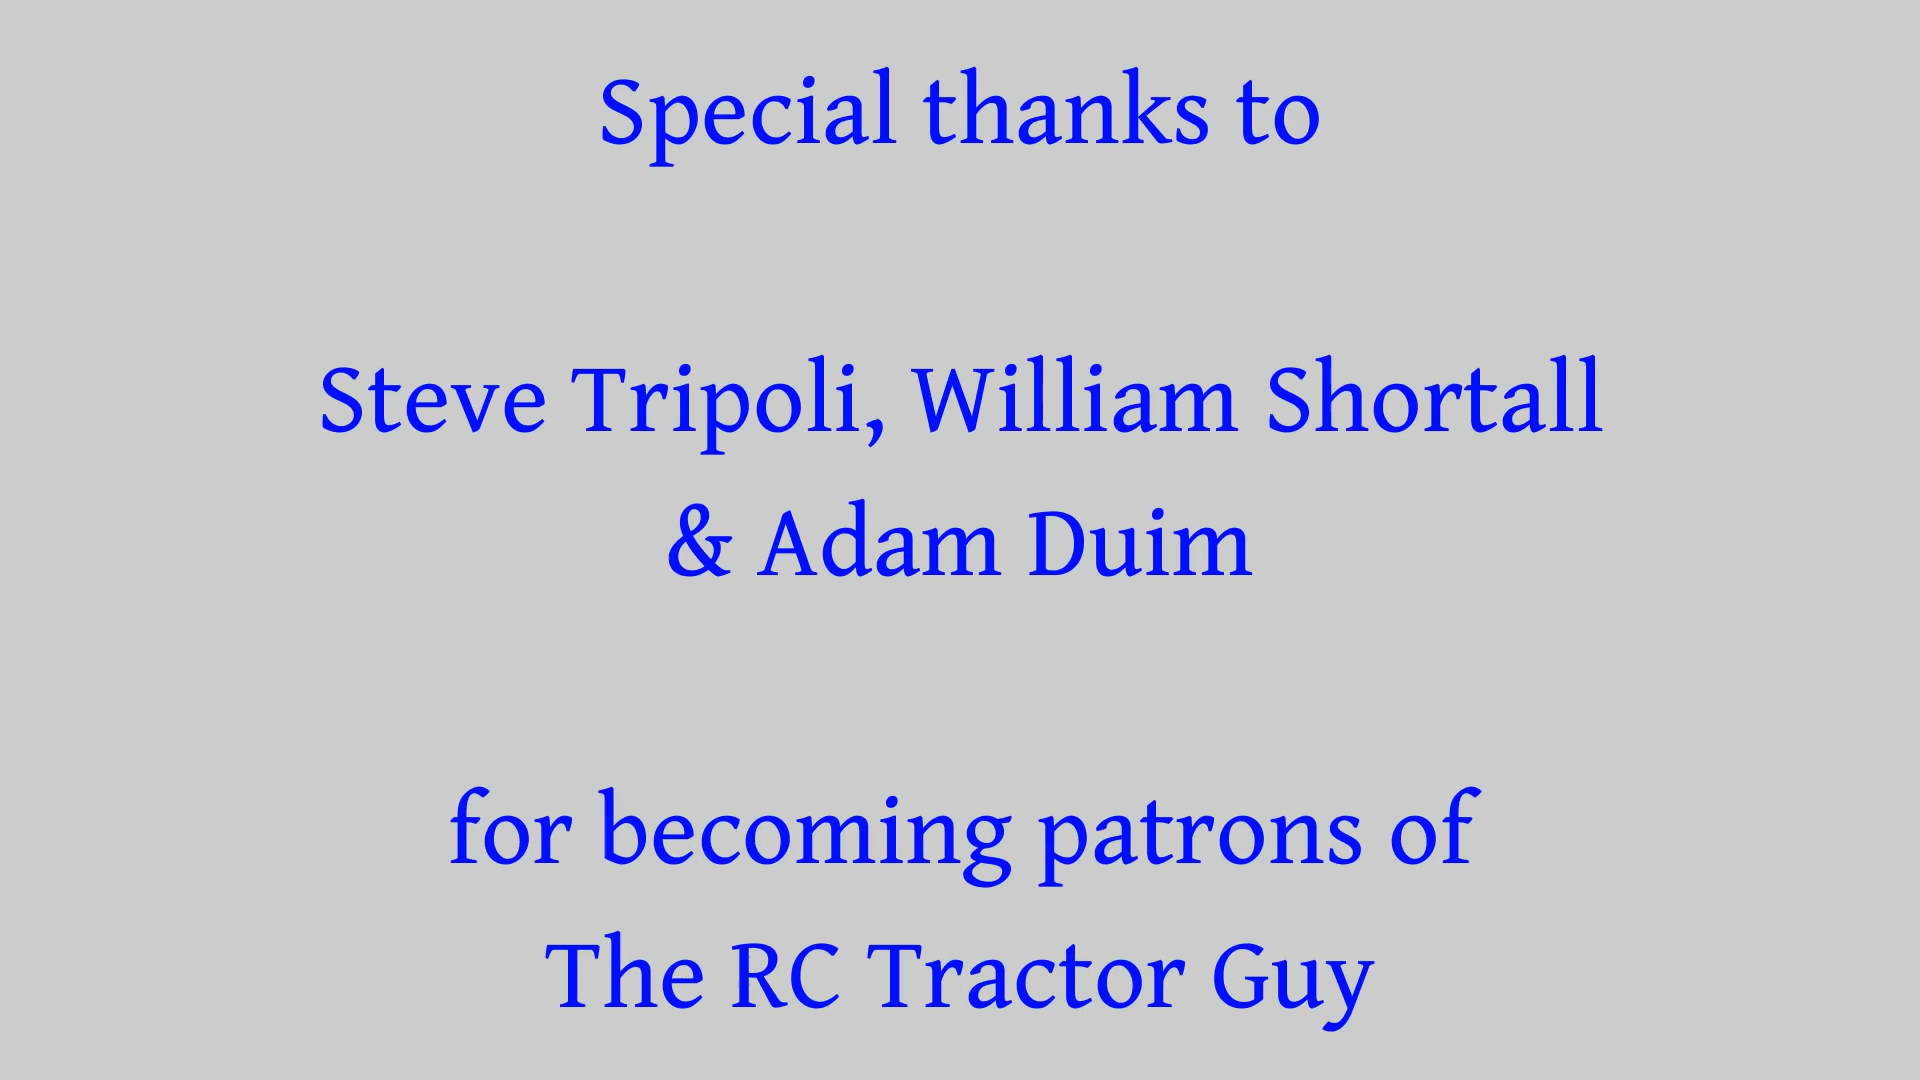 Special thanks to
Steve Tripoli, William Shortall
& Adam Duim
for becoming patrons of
The RC Tractor Guy